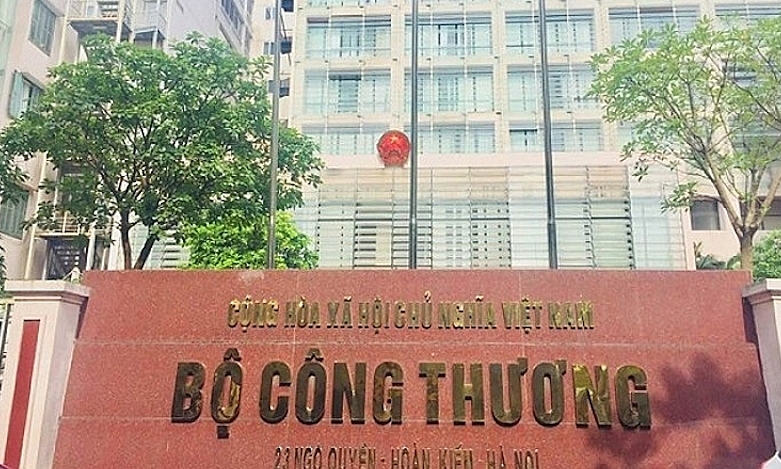 CỘNG HÒA XÃ HỘI CHỦ NGHĨA VIỆT NAM
BỘ CÔNG THƯƠNG
23 NGÔ QUYỀN - HOÀN KIẾM - HÀ NỘI